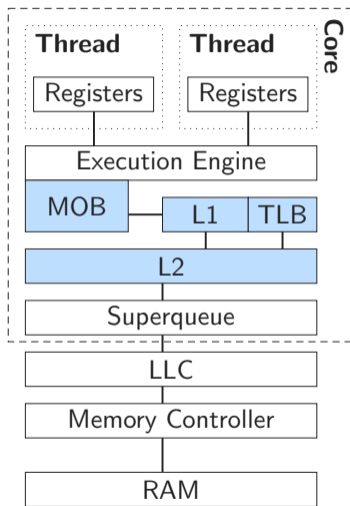 Core
Thread
Thread
Registers
Registers
Execution Engine
MOB
L1
TLB
L2
Superqueue
LLC
Memory Controller
RAM